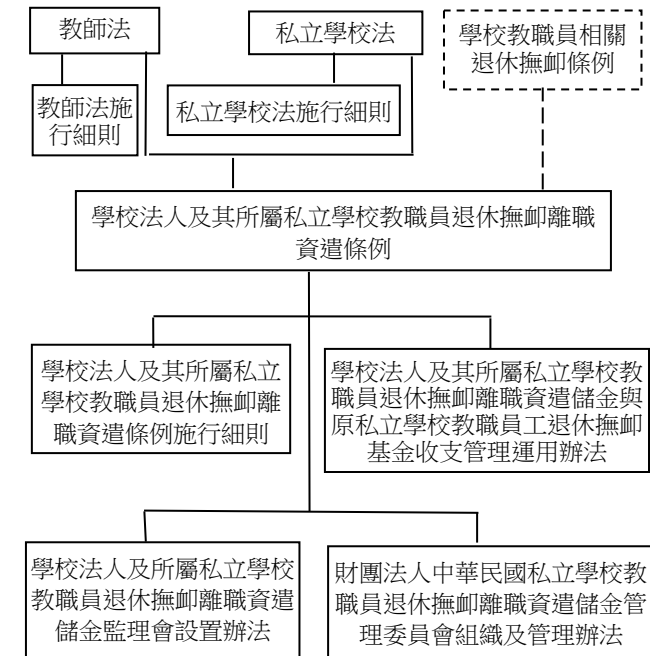 教師法
私立學校法
學校教職員相關
退休撫卹條例
教師法施
行細則
私立學校法施行細則
學校法人及其所屬私立學校教職員退休撫卹離職
資遣條例
學校法人及其所屬私立
學校教職員退休撫卹離
職資遣條例施行細則
學校法人及其所屬私立學校教
職員退休撫卹離職資遣儲金與
原私立學校教職員工退休撫卹
基金收支管理運用辦法
學校法人及所屬私立學校
教職員退休撫卹離職資遣
儲金監理會設置辦法
財團法人中華民國私立學校教
職員退休撫卹離職資遣儲金管
理委員會組織及管理辦法